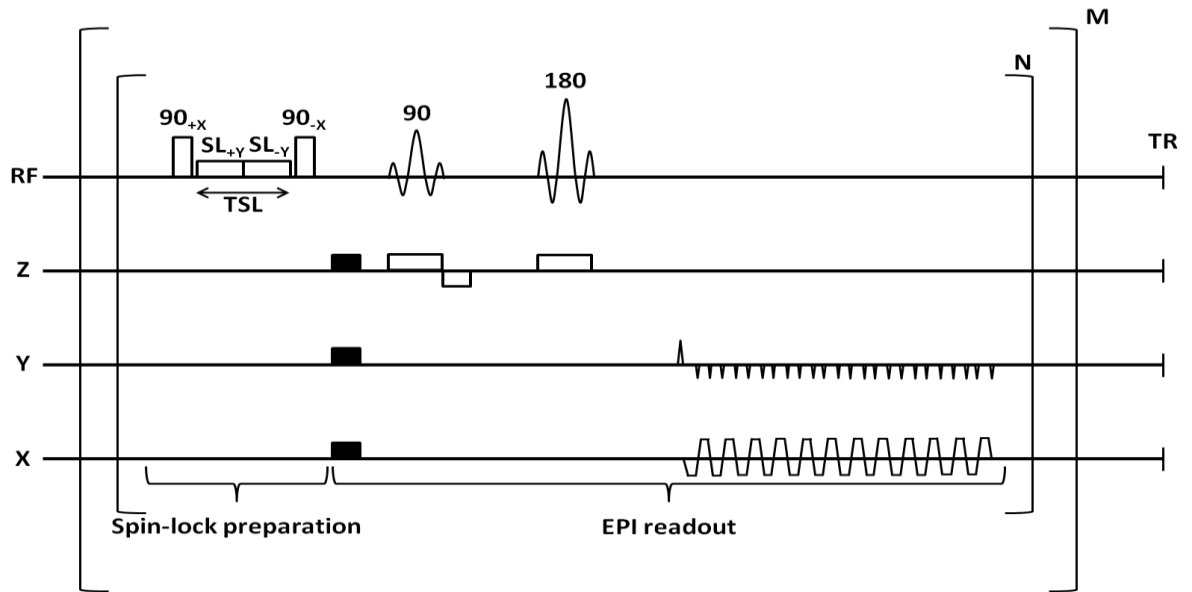 M
N
180
90+X 90-X 90
SL+Y SL-Y
TR
RF
TSL
Z
Y
X
Spin-lock preparation EPI readout